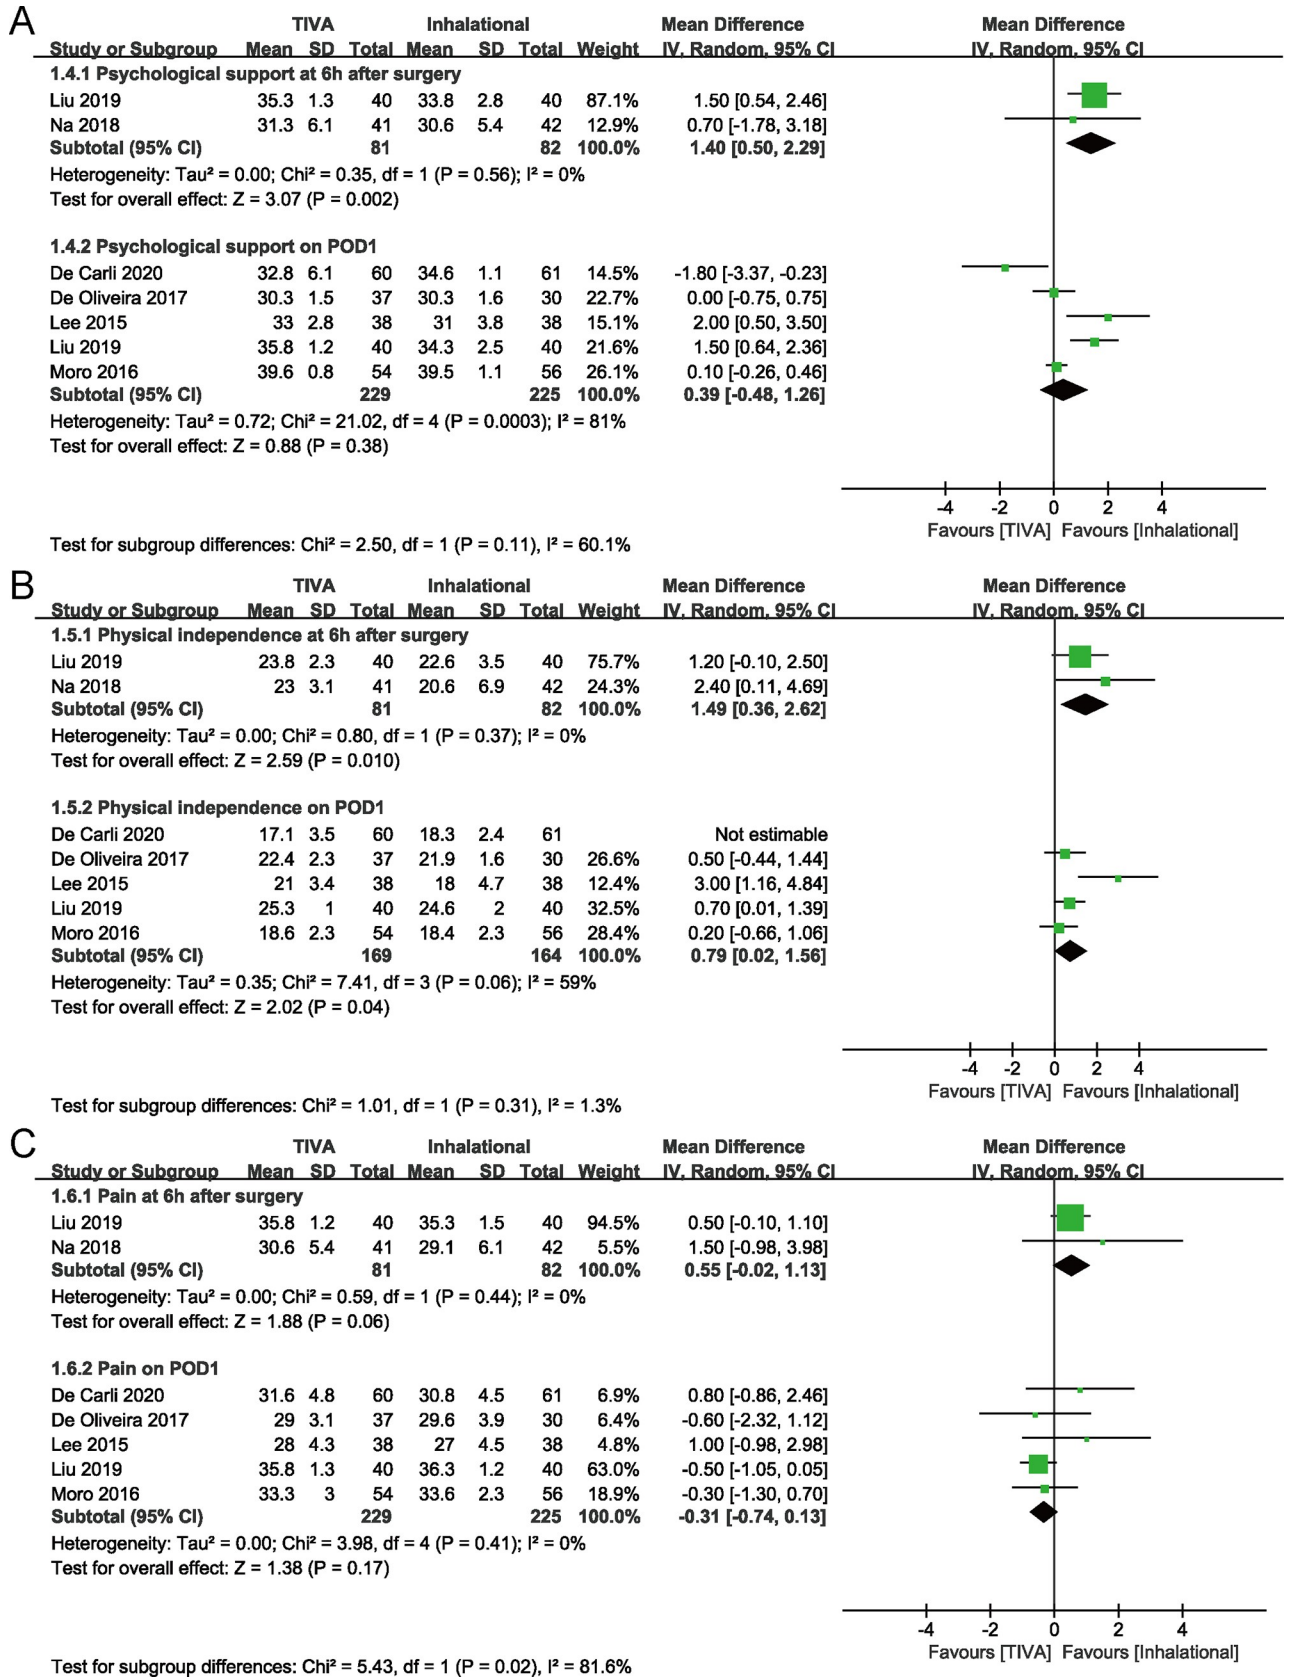 A
TIVA Inhalational Mean Difference Mean Difference
Study or Subgroup Mean SD Total Mean SD Total Weight IV, Random, 95% CI IV, Random, 95% CI
1.4.1 Psychological support at 6h after surgery
Liu 2019 35.3 1.3 40 33.8 2.8 40 87.1% 1.50 [0.54, 2.46]
Na 2018 31.3 6.1 41 30.6 5.4 42 12.9% 0.70 [-1.78, 3.18]
Subtotal (95% CI) 81 82 100.0% 1.40 [0.50, 2.29]
Heterogeneity: Tau² = 0.00; Chi² = 0.35, df = 1 (P = 0.56); I² = 0%
Test for overall effect: Z = 3.07 (P = 0.002)
1.4.2 Psychological support on POD1
De Carli 2020 32.8 6.1 60 34.6 1.1 61 14.5% -1.80 [-3.37, -0.23]
De Oliveira 2017 30.3 1.5 37 30.3 1.6 30 22.7% 0.00 [-0.75, 0.75]
Lee 2015 33 2.8 38 31 3.8 38 15.1% 2.00 [0.50, 3.50]
Liu 2019 35.8 1.2 40 34.3 2.5 40 21.6% 1.50 [0.64, 2.36]
Moro 2016 39.6 0.8 54 39.5 1.1 56 26.1% 0.10 [-0.26, 0.46]
Subtotal (95% CI) 229 225 100.0% 0.39 [-0.48, 1.26]
Heterogeneity: Tau² = 0.72; Chi² = 21.02, df = 4 (P = 0.0003); I² = 81%
Test for overall effect: Z = 0.88 (P = 0.38)
-4 -2 0 2 4
Favours [TIVA] Favours [Inhalational]
Test for subgroup differences: Chi² = 2.50, df = 1 (P = 0.11), I² = 60.1%
B
TIVA Inhalational Mean Difference Mean Difference
Study or Subgroup Mean SD Total Mean SD Total Weight IV, Random, 95% CI IV, Random, 95% CI
1.5.1 Physical independence at 6h after surgery
Liu 2019 23.8 2.3 40 22.6 3.5 40 75.7% 1.20 [-0.10, 2.50]
Na 2018 23 3.1 41 20.6 6.9 42 24.3% 2.40 [0.11, 4.69]
Subtotal (95% CI) 81 82 100.0% 1.49 [0.36, 2.62]
Heterogeneity: Tau² = 0.00; Chi² = 0.80, df = 1 (P = 0.37); I² = 0%
Test for overall effect: Z = 2.59 (P = 0.010)
1.5.2 Physical independence on POD1
De Carli 2020 17.1 3.5 60 18.3 2.4 61 Not estimable
De Oliveira 2017 22.4 2.3 37 21.9 1.6 30 26.6% 0.50 [-0.44, 1.44]
Lee 2015 21 3.4 38 18 4.7 38 12.4% 3.00 [1.16, 4.84]
Liu 2019 25.3 1 40 24.6 2 40 32.5% 0.70 [0.01, 1.39]
Moro 2016 18.6 2.3 54 18.4 2.3 56 28.4% 0.20 [-0.66, 1.06]
Subtotal (95% CI) 169 164 100.0% 0.79 [0.02, 1.56]
Heterogeneity: Tau² = 0.35; Chi² = 7.41, df = 3 (P = 0.06); I² = 59%
Test for overall effect: Z = 2.02 (P = 0.04)
-4 -2 0 2 4
Favours [TIVA] Favours [Inhalational]
Test for subgroup differences: Chi² = 1.01, df = 1 (P = 0.31), I² = 1.3%
C
TIVA Inhalational Mean Difference Mean Difference
Study or Subgroup Mean SD Total Mean SD Total Weight IV, Random, 95% CI IV, Random, 95% CI
1.6.1 Pain at 6h after surgery
Liu 2019 35.8 1.2 40 35.3 1.5 40 94.5% 0.50 [-0.10, 1.10]
Na 2018 30.6 5.4 41 29.1 6.1 42 5.5% 1.50 [-0.98, 3.98]
Subtotal (95% CI) 81 82 100.0% 0.55 [-0.02, 1.13]
Heterogeneity: Tau² = 0.00; Chi² = 0.59, df = 1 (P = 0.44); I² = 0%
Test for overall effect: Z = 1.88 (P = 0.06)
1.6.2 Pain on POD1
De Carli 2020 31.6 4.8 60 30.8 4.5 61 6.9% 0.80 [-0.86, 2.46]
De Oliveira 2017 29 3.1 37 29.6 3.9 30 6.4% -0.60 [-2.32, 1.12]
Lee 2015 28 4.3 38 27 4.5 38 4.8% 1.00 [-0.98, 2.98]
Liu 2019 35.8 1.3 40 36.3 1.2 40 63.0% -0.50 [-1.05, 0.05]
Moro 2016 33.3 3 54 33.6 2.3 56 18.9% -0.30 [-1.30, 0.70]
Subtotal (95% CI) 229 225 100.0% -0.31 [-0.74, 0.13]
Heterogeneity: Tau² = 0.00; Chi² = 3.98, df = 4 (P = 0.41); I² = 0%
Test for overall effect: Z = 1.38 (P = 0.17)
-4 -2 0 2 4
Favours [TIVA] Favours [Inhalational]
Test for subgroup differences: Chi² = 5.43, df = 1 (P = 0.02), I² = 81.6%